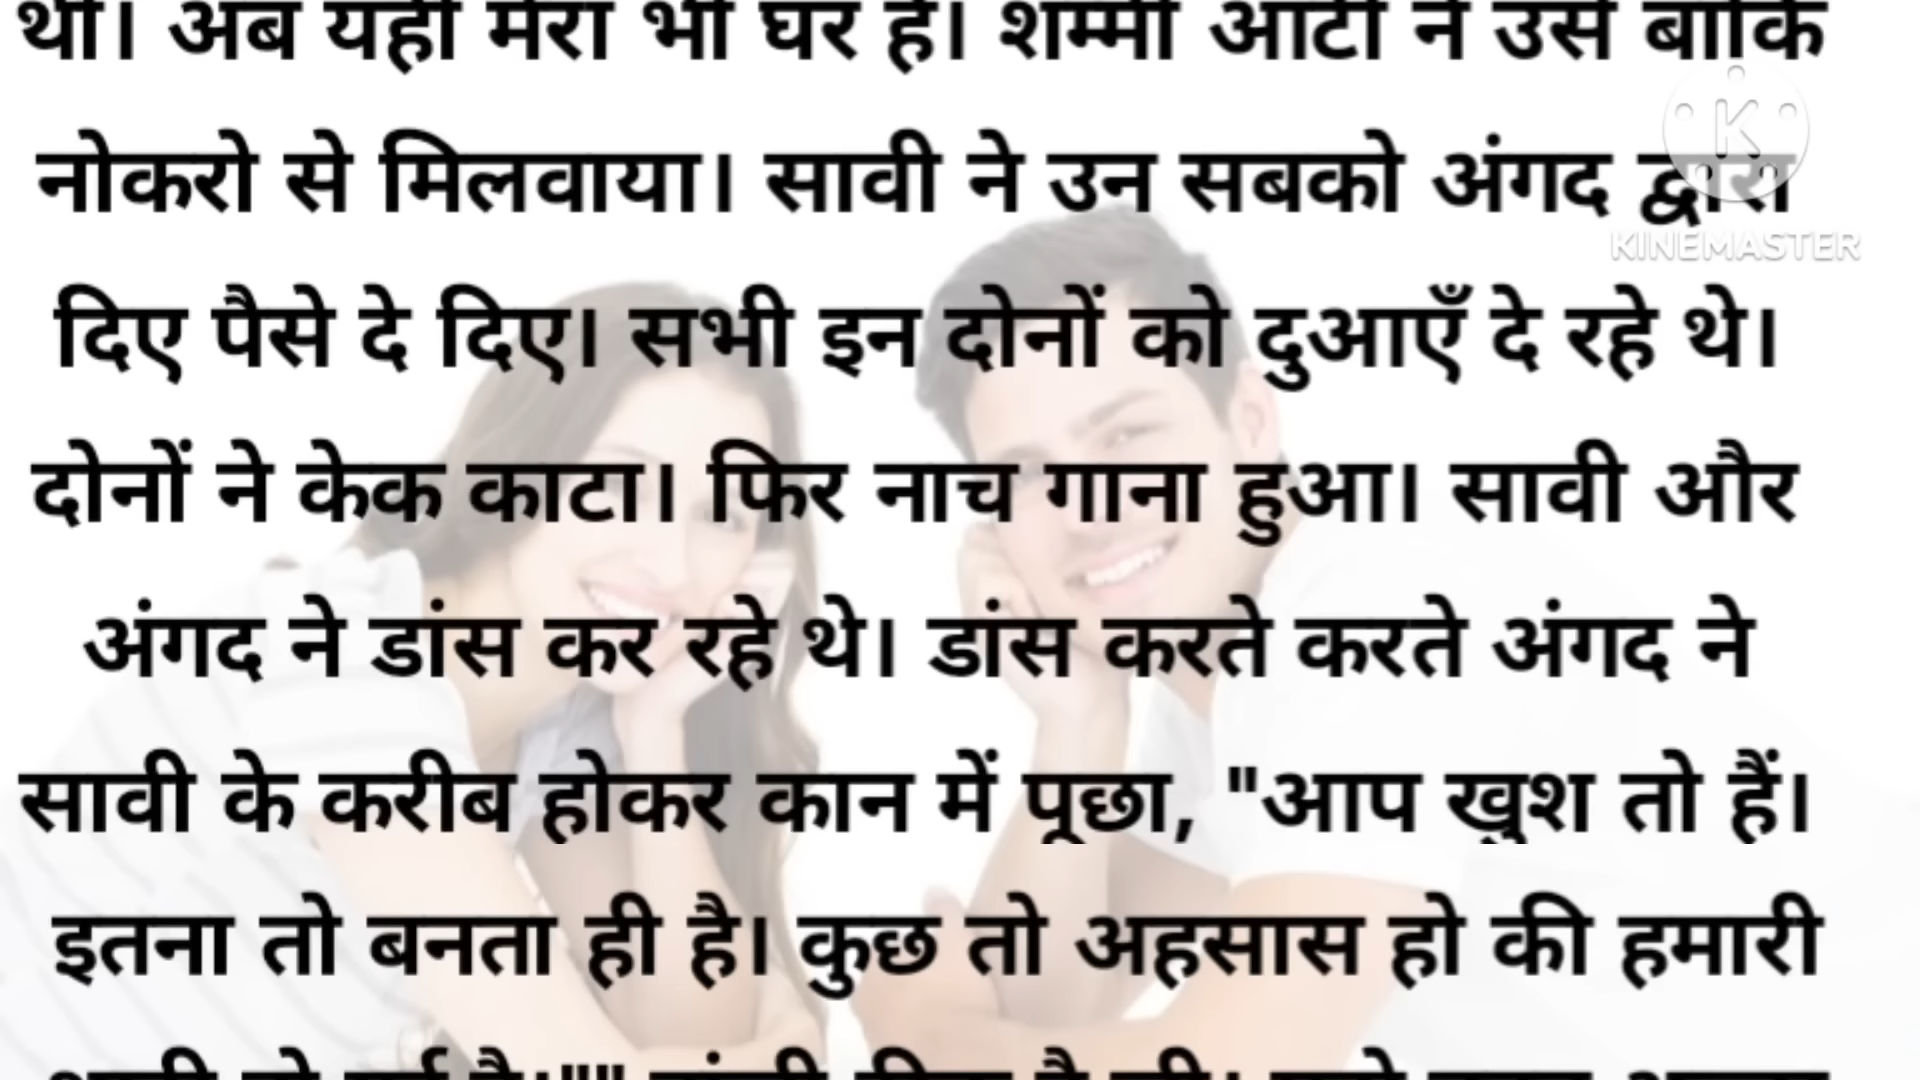 थी। अब यही मेरा भी घर है। शम्मी आंटी ने उसे बाकि
नोकरो से मिलवाया। सावी ने उन सबको अंगद द्वारा
KINEMASTER
दिए पैसे दे दिए। सभी इन दोनों को दुआएँ दे रहे थे।
दोनों ने केक काटा। फिर नाच गाना हुआ। सावी और
अंगद ने डांस कर रहे थे। डांस करते करते अंगद ने
सावी के करीब होकर कान में पूछा, "आप खुश तो हैं।
इतना तो बनता ही है। कुछ तो अहसास हो की हमारी